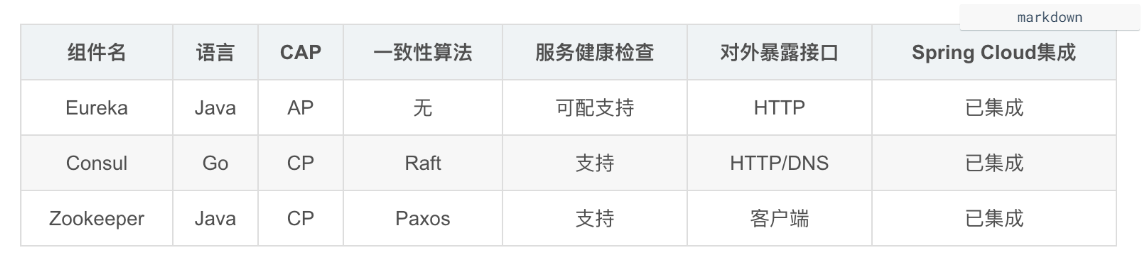 markdown
组件名 语言 CAP 一致性算法 服务健康检查 对外暴露接口 Spring Cloud集成
Eureka Java AP 无 可配支持 HTTP 已集成
Consul Go CP Raft 支持 HTTP/DNS 已集成
Zookeeper Java CP Paxos 支持 客户端 已集成